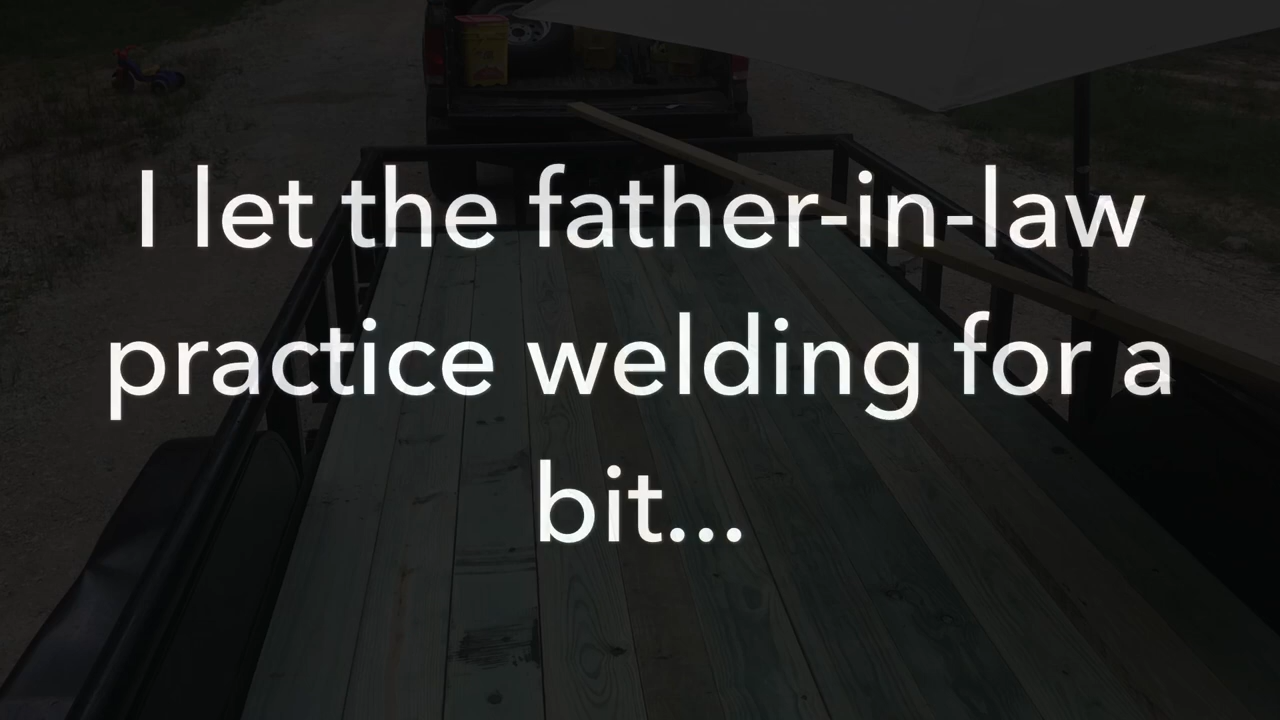 I let the father-in-law
practice welding for a
bit...